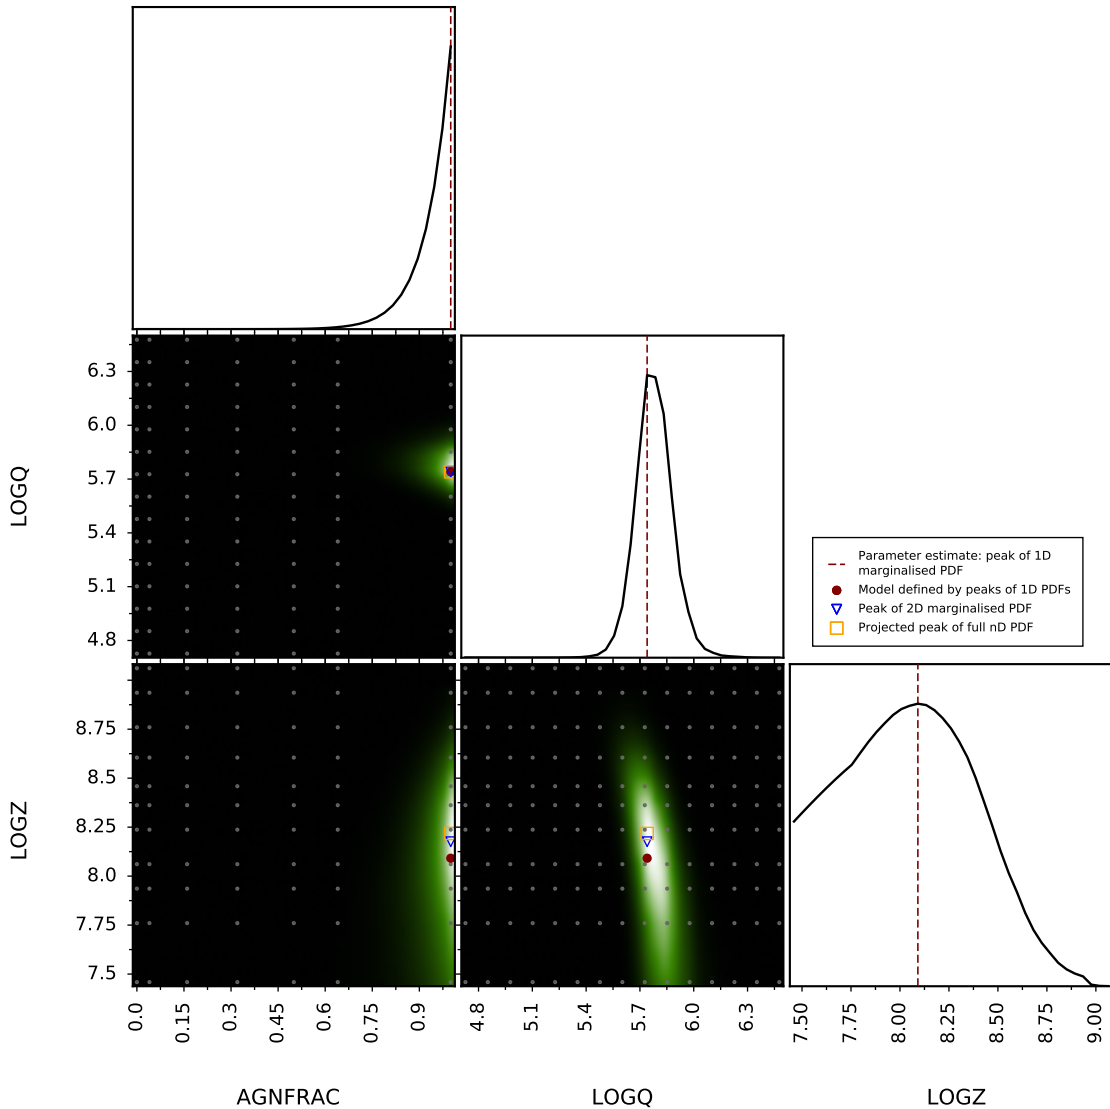 6.3
6.0
5.7
5.4
5.1
4.8
LOGQ
Parameter estimate: peak of 1D
marginalised PDF
Model defined by peaks of 1D PDFs
Peak of 2D marginalised PDF
Projected peak of full nD PDF
8.75
8.5
8.25
8.0
7.75
7.5
LOGZ
0.0 0.15 0.3 0.45 0.6 0.75 0.9
4.8 5.1 5.4 5.7 6.0 6.3
7.50 7.75 8.00 8.25 8.50 8.75 9.00
AGNFRAC LOGQ LOGZ